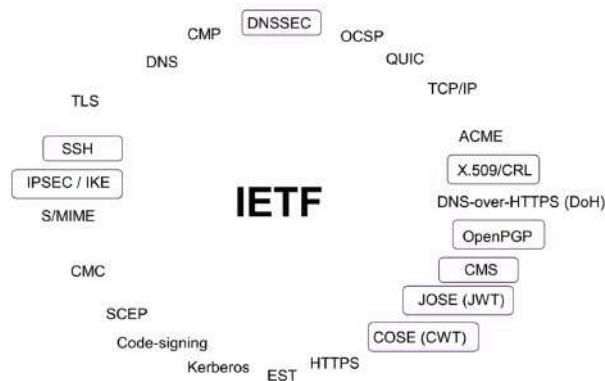 DNSSEC
CMP
OCSP
DNS
QUIC
TCP/IP
TLS
ACME
SSH
X.509/CRL
IPSEC / IKE
IETF
DNS-over-HTTPS (DoH)
S/MIME
OpenPGP
CMC
CMS
JOSE (JWT)
SCEP
COSE (CWT)
Code-signing
HTTPS
Kerberos
EST